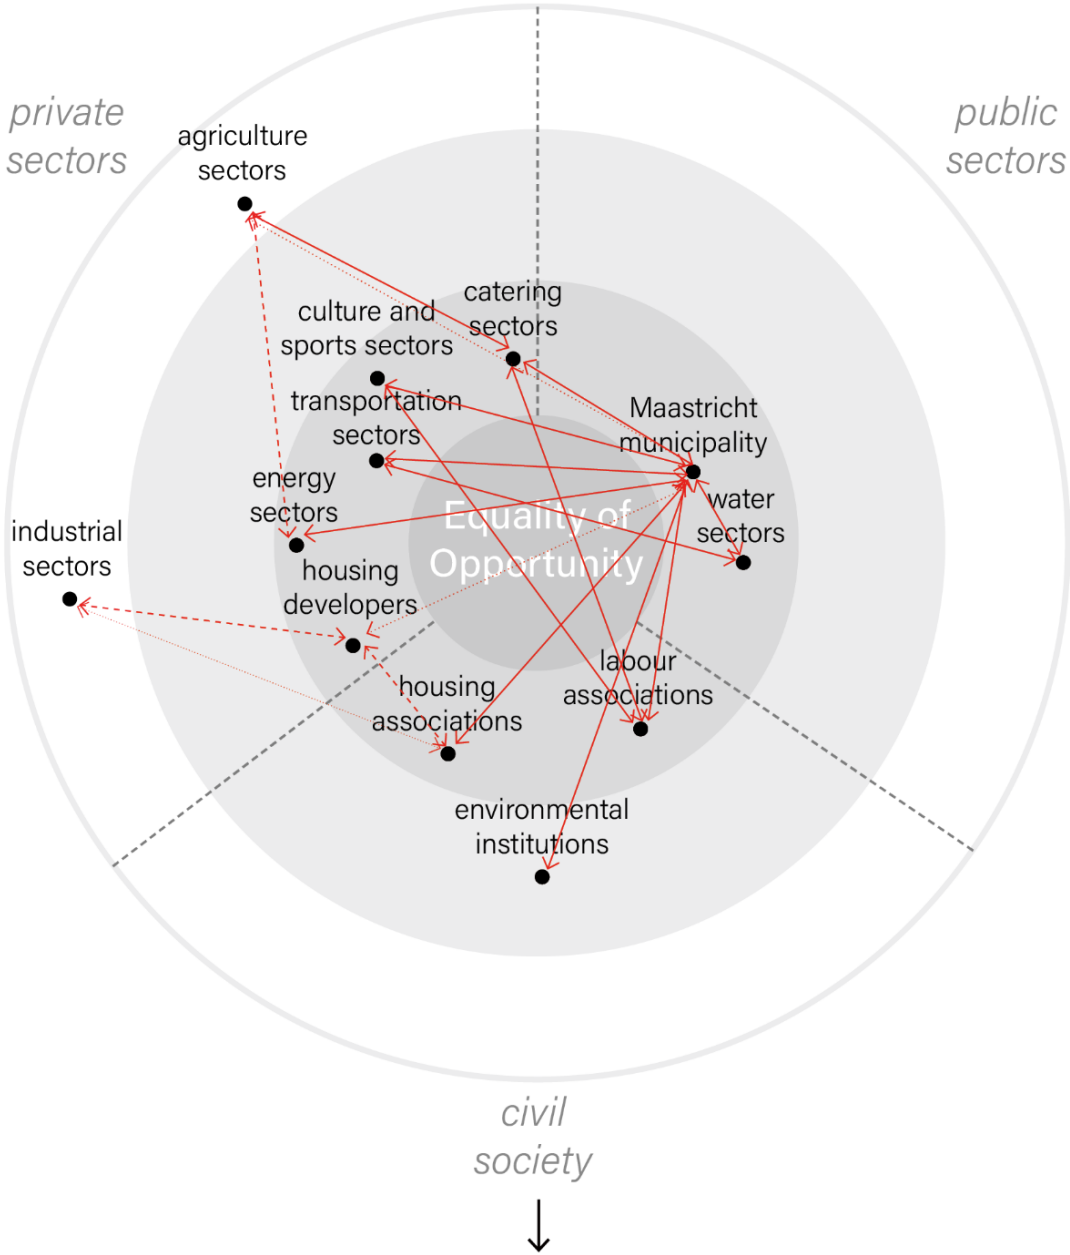 private
sectors
public
sectors
agriculture
sectors
catering
sectors
culture and
sports sectors
transportation
sectors
Maastricht
municipality
energy
sectors
water
sectors
Equality of
Opportunity
industrial
sectors
housing
developers
labour
associations
housing
associations
environmental
institutions
civil
society